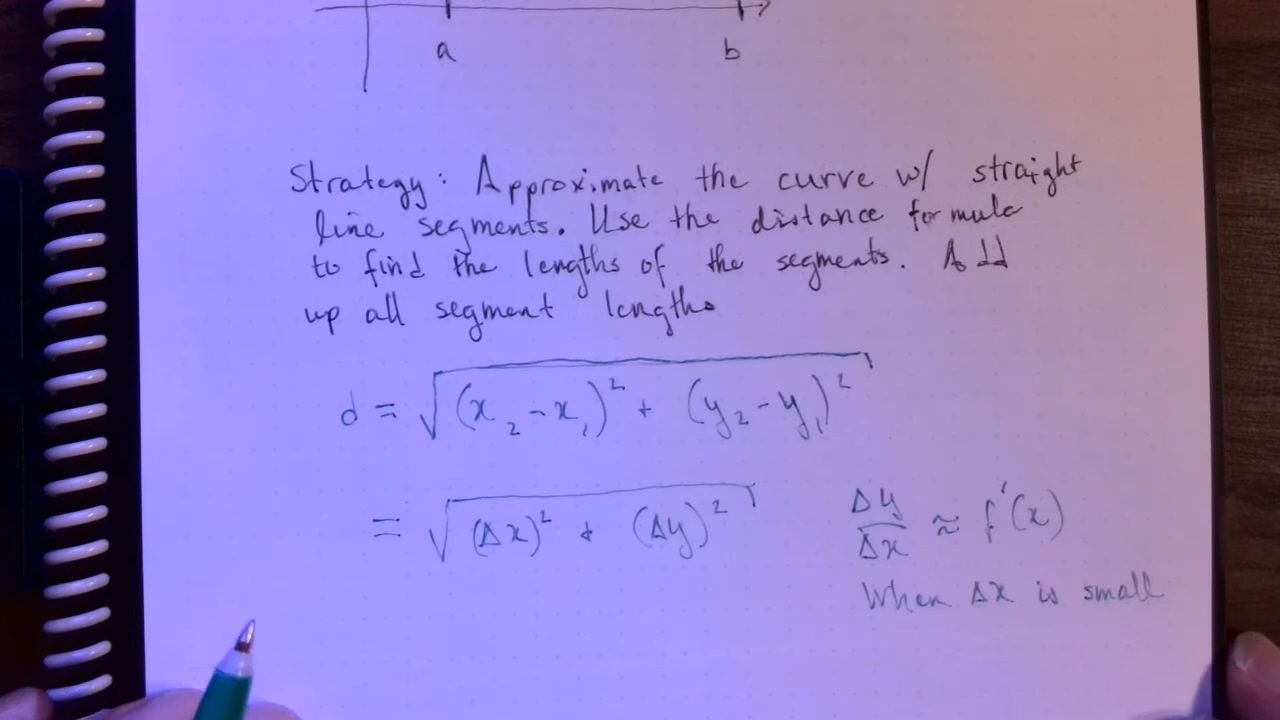 a b
Strategy: Approximate the curve w/ straight
line segments. Use the distance formula
to find the lengths of the segments. Add
up all segment lengths
d = √((x₂ - x₁)² + (y₂ - y₁)²)
= √((Δx)² + (Δy)²) Δy/Δx ≈ f'(x)
When Δx is small